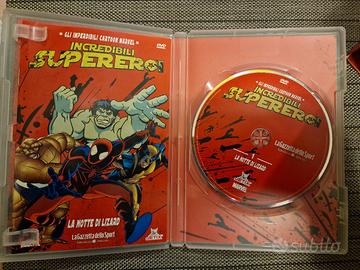 GLI IMPERDIBILI CARTOON MARVEL
DVD
INCREDIBILI
SUPEREROI
LA NOTTE DI LIZARD
La Gazzetta dello Sport
GLI IMPERDIBILI CARTOON MARVEL
DVD
INCREDIBILI
SUPEREROI
1
LA NOTTE DI LIZARD
La Gazzetta dello Sport
MARVEL
subito